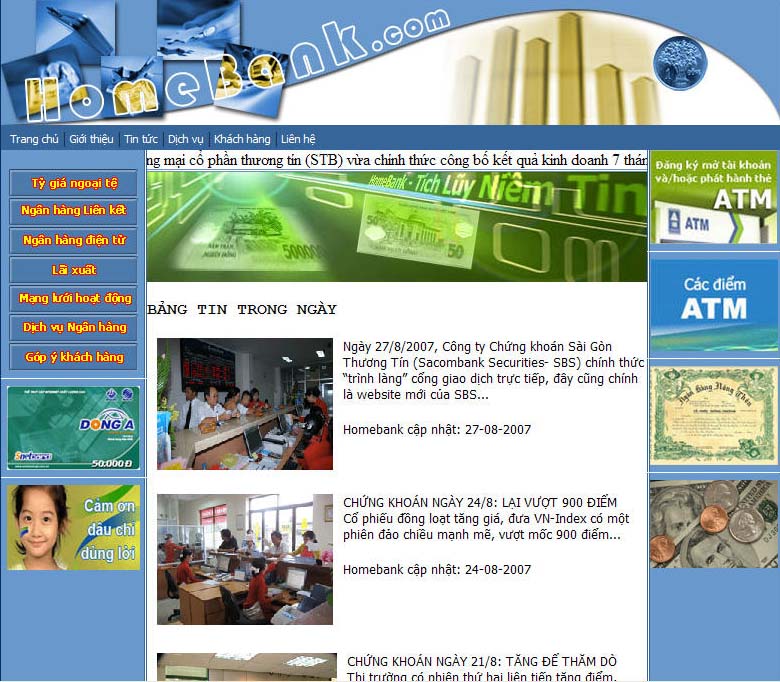 HomeBank.com
Trang chủ | Giới thiệu | Tin tức | Dịch vụ | Khách hàng | Liên hệ
Tỷ giá ngoại tệ
Ngân hàng Liên kết
Ngân hàng điện tử
Lãi xuất
Mạng lưới hoạt động
Dịch vụ Ngân hàng
Góp ý khách hàng
DONG A
50.000 Đ
Cảm ơn
đâu chỉ
dùng lời
ng mại cổ phần thương tín (STB) vừa chính thức công bố kết quả kinh doanh 7 thán
HomeBank - Tích Lũy Niềm Tin
50
BẢNG TIN TRONG NGÀY
Ngày 27/8/2007, Công ty Chứng khoán Sài Gòn
Thương Tín (Sacombank Securities- SBS) chính thức
“trình làng” cổng giao dịch trực tiếp, đây cũng chính
là website mới của SBS...
Homebank cập nhật: 27-08-2007
CHỨNG KHOÁN NGÀY 24/8: LẠI VƯỢT 900 ĐIỂM
Cổ phiếu đồng loạt tăng giá, đưa VN-Index có một
phiên đảo chiều mạnh mẽ, vượt mốc 900 điểm...
Homebank cập nhật: 24-08-2007
CHỨNG KHOÁN NGÀY 21/8: TĂNG ĐỂ THĂM DÒ
Thị trường có phiên thứ hai liên tiếp tăng điểm,
Đăng ký mở tài khoản
và/hoặc phát hành thẻ
ATM
ATM
Các điểm
ATM
Ngân Hàng Nông Thôn